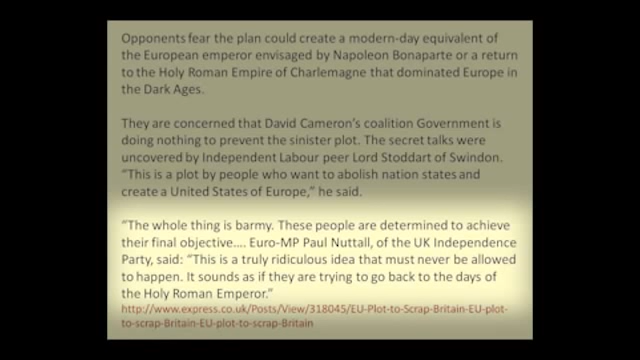 Opponents fear the plan could create a modern-day equivalent of
the European emperor envisaged by Napoleon Bonaparte or a return
to the Holy Roman Empire of Charlemagne that dominated Europe in
the Dark Ages.
They are concerned that David Cameron's coalition Government is
doing nothing to prevent the sinister plot. The secret talks were
uncovered by Independent Labour peer Lord Stoddart of Swindon.
"This is a plot by people who want to abolish nation states and
create a United States of Europe," he said.
"The whole thing is barmy. These people are determined to achieve
their final objective…. Euro-MP Paul Nuttall, of the UK Independence
Party, said: "This is a truly ridiculous idea that must never be allowed
to happen. It sounds as if they are trying to go back to the days of
the Holy Roman Emperor."
http://www.express.co.uk/Posts/View/318045/EU-Plot-to-Scrap-Britain-EU-plot-
to-scrap-Britain-EU-plot-to-scrap-Britain